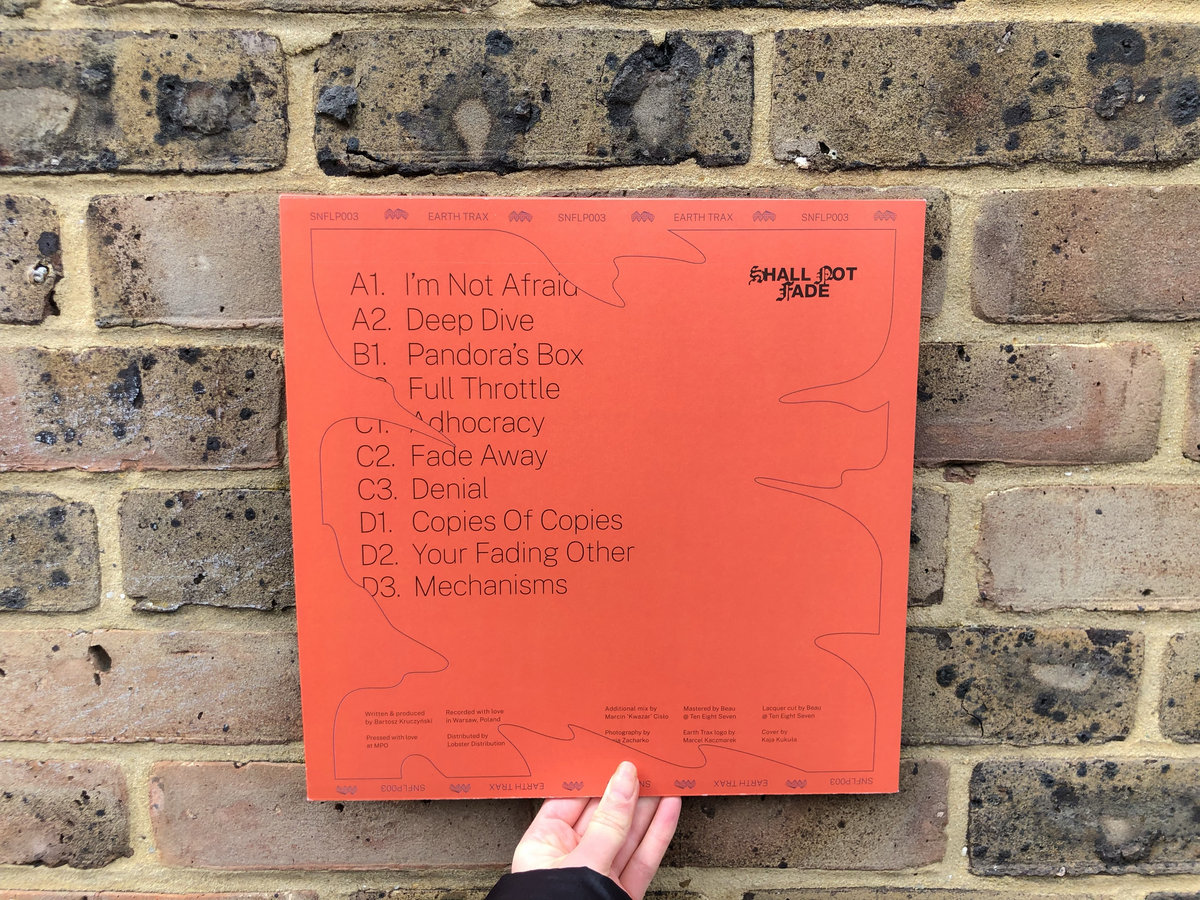 SNFLP003 EARTH TRAX SNFLP003 EARTH TRAX SNFLP003
SHALL NOT
FADE
A1. I'm Not Afraid
A2. Deep Dive
B1. Pandora's Box
Full Throttle
C1. Adhocracy
C2. Fade Away
C3. Denial
D1. Copies Of Copies
D2. Your Fading Other
D3. Mechanisms
Written & produced
by Bartosz Kruczyński
Recorded with love
in Warsaw, Poland
Additional mix by
Marcin 'Kwazar' Cisło
Mastered by Beau
@ Ten Eight Seven
Lacquer cut by Beau
@ Ten Eight Seven
Pressed with love
at MPO
Distributed by
Lobster Distribution
Photography by
Zacharko
Earth Trax logo by
Marcel Kaczmarek
Cover by
Kaja Kukuła
SNFLP003 EARTH TRAX EARTH TRAX SNFLP003